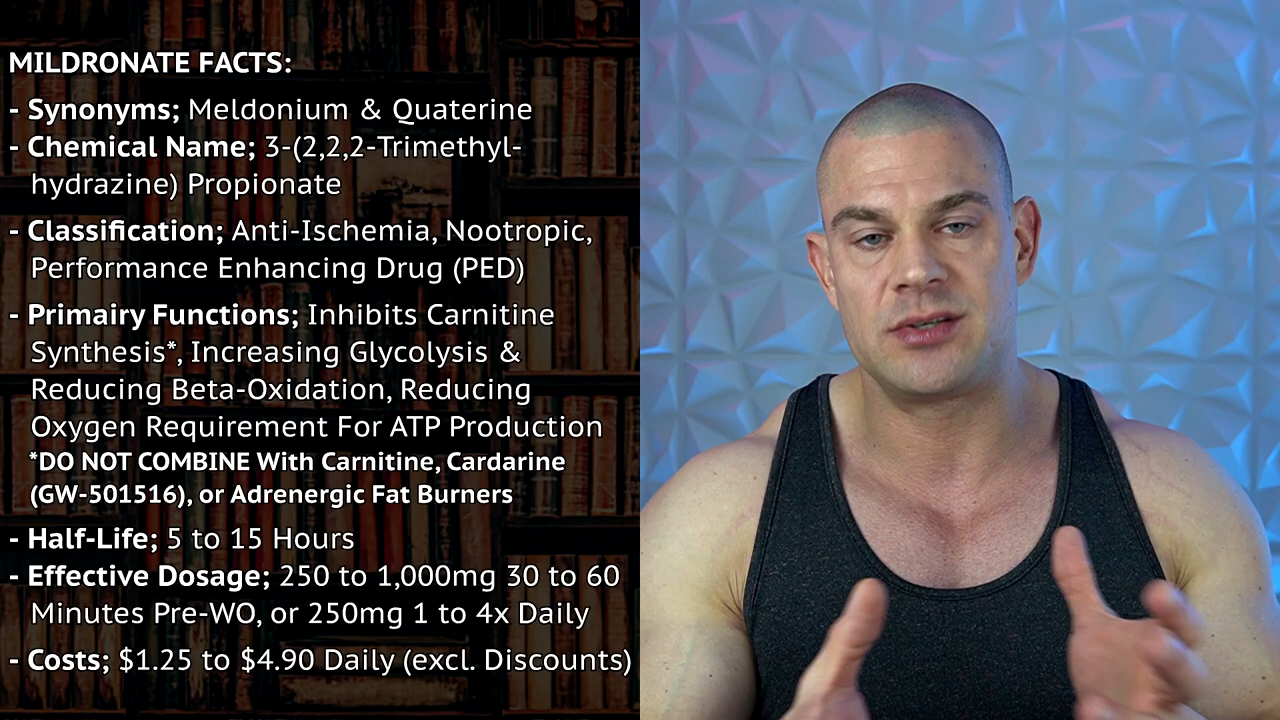 MILDRONATE FACTS:
- Synonyms; Meldonium & Quaterine
- Chemical Name; 3-(2,2,2-Trimethyl-
hydrazine) Propionate
- Classification; Anti-Ischemia, Nootropic,
Performance Enhancing Drug (PED)
- Primairy Functions; Inhibits Carnitine
Synthesis*, Increasing Glycolysis &
Reducing Beta-Oxidation, Reducing
Oxygen Requirement For ATP Production
*DO NOT COMBINE With Carnitine, Cardarine
(GW-501516), or Adrenergic Fat Burners
- Half-Life; 5 to 15 Hours
- Effective Dosage; 250 to 1,000mg 30 to 60
Minutes Pre-WO, or 250mg 1 to 4x Daily
- Costs; $1.25 to $4.90 Daily (excl. Discounts)